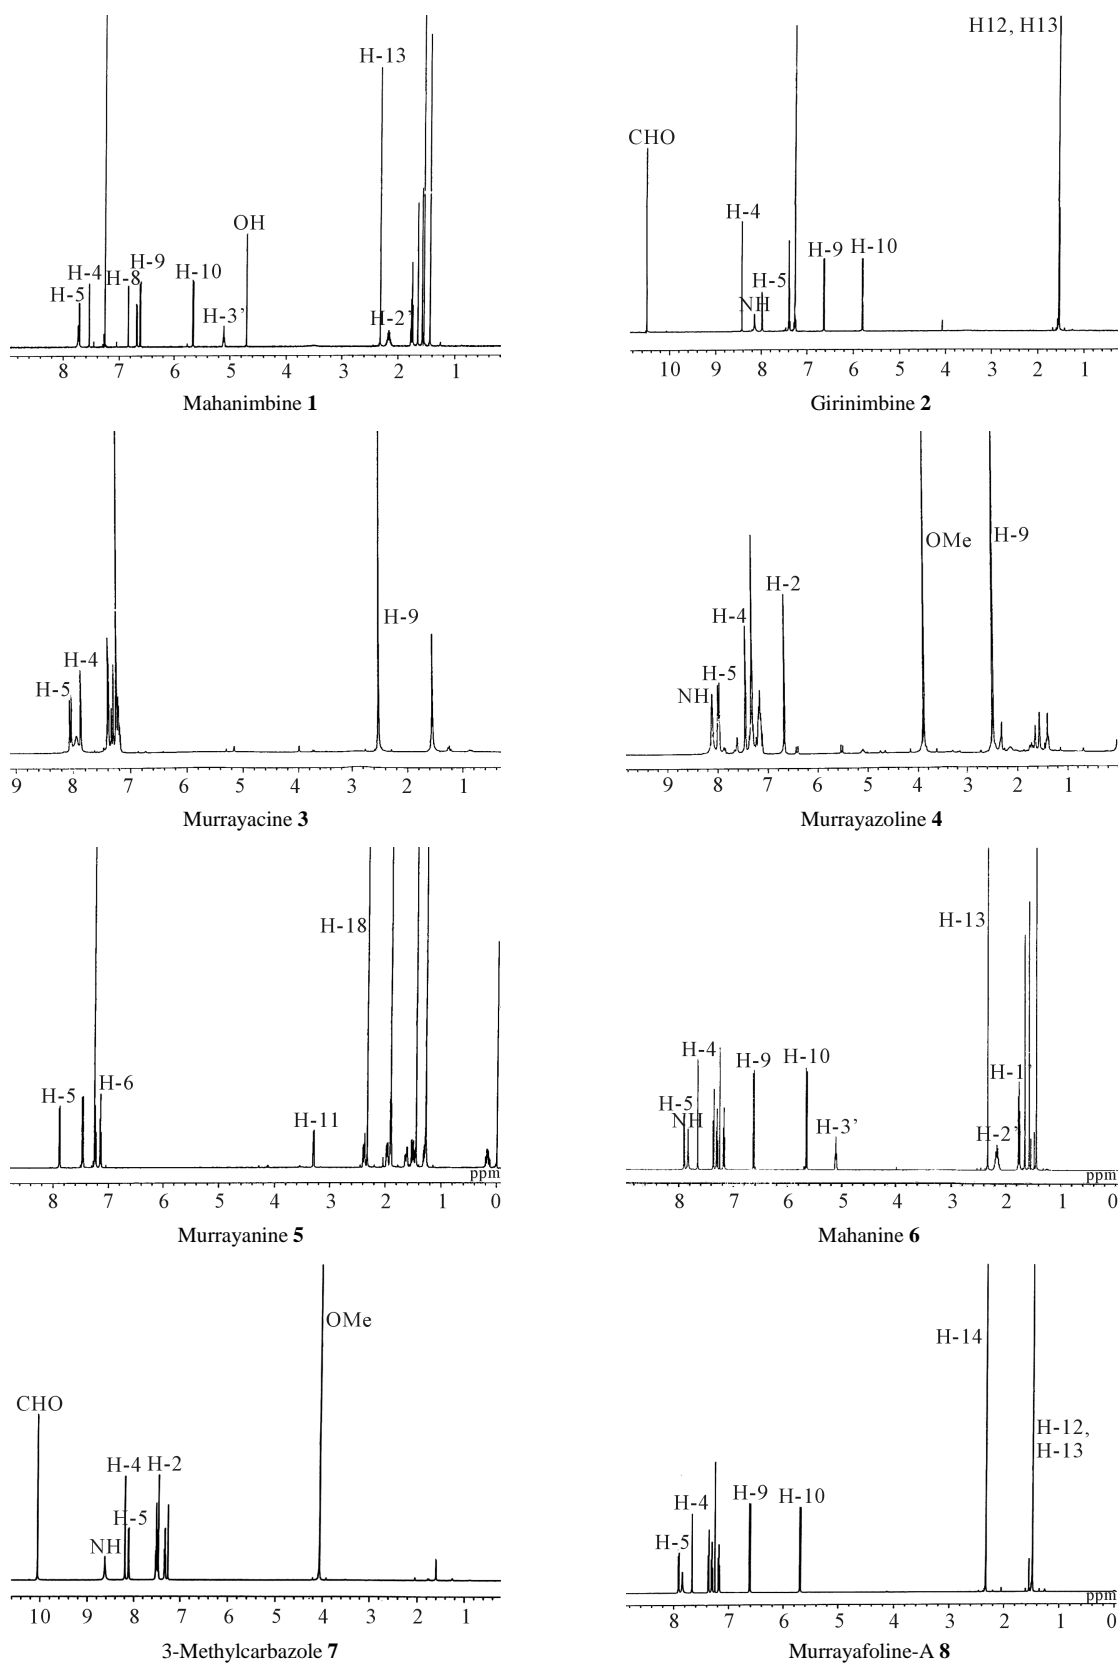 H-13
OH
H-9
H-4
H-8
H-10
H-5
H-3’
H-2’
8 7 6 5 4 3 2 1
Mahanimbine 1
H12, H13
CHO
H-4
H-9 H-10
H-5
NH
10 9 8 7 6 5 4 3 2 1
Girinimbine 2
H-9
H-4
H-5
9 8 7 6 5 4 3 2 1
Murrayacine 3
OMe
H-9
H-2
H-4
H-5
NH
9 8 7 6 5 4 3 2 1
Murrayazoline 4
H-18
H-5
H-6
H-11
ppm
8 7 6 5 4 3 2 1 0
Murrayanine 5
H-13
H-4
H-9
H-10
H-1
H-5
NH
H-3’
H-2’
ppm
8 7 6 5 4 3 2 1 0
Mahanine 6
OMe
CHO
H-4 H-2
H-5
NH
10 9 8 7 6 5 4 3 2 1
3-Methylcarbazole 7
H-14
H-12,
H-13
H-4
H-9
H-10
H-5
ppm
8 7 6 5 4 3 2 1 0
Murrayafoline-A 8